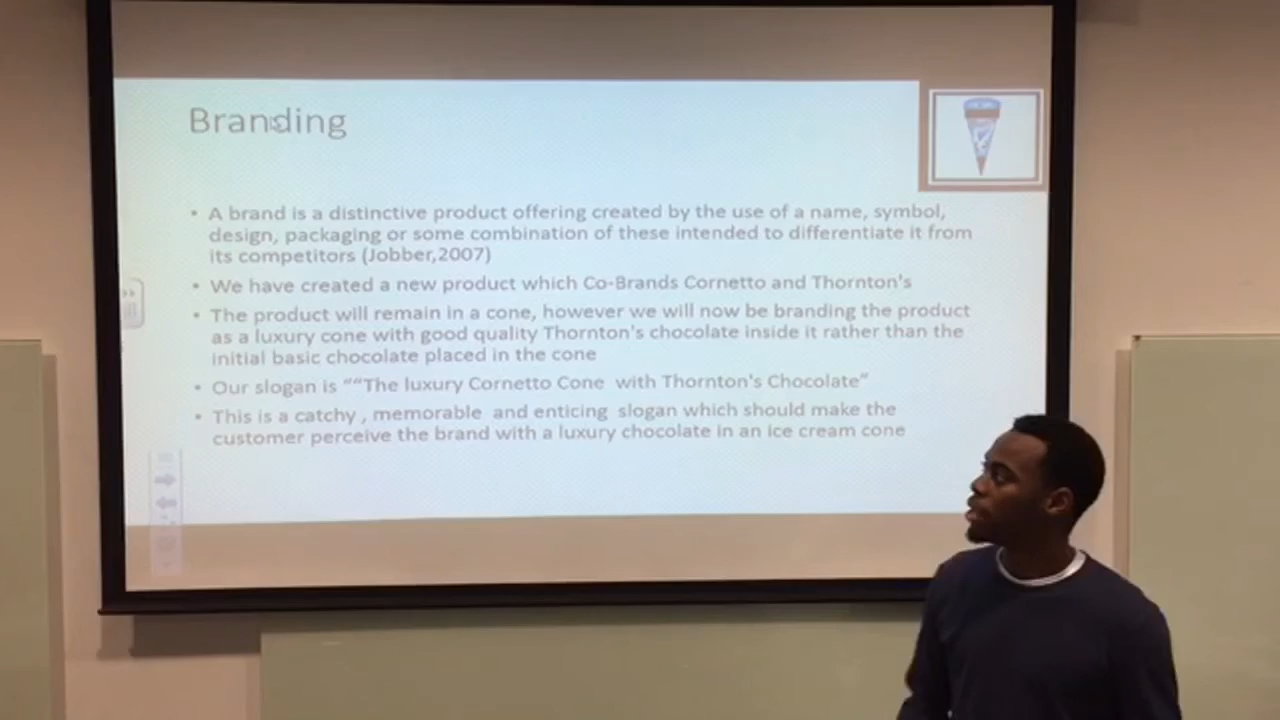 Branding
• A brand is a distinctive product offering created by the use of a name, symbol,
design, packaging or some combination of these intended to differentiate it from
its competitors (Jobber,2007)
• We have created a new product which Co-Brands Cornetto and Thornton's
• The product will remain in a cone, however we will now be branding the product
as a luxury cone with good quality Thornton's chocolate inside it rather than the
initial basic chocolate placed in the cone
• Our slogan is ““The luxury Cornetto Cone with Thornton's Chocolate”
• This is a catchy , memorable and enticing slogan which should make the
customer perceive the brand with a luxury chocolate in an ice cream cone